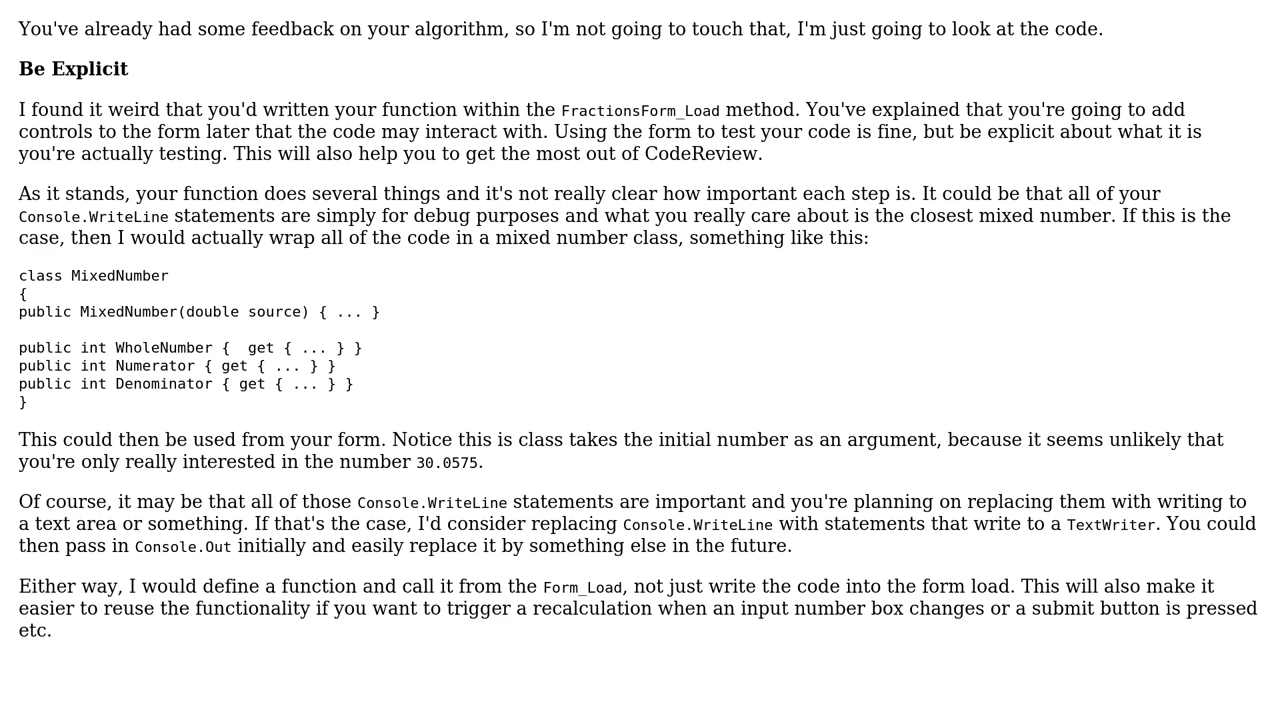 You've already had some feedback on your algorithm, so I'm not going to touch that, I'm just going to look at the code.
Be Explicit
I found it weird that you'd written your function within the FractionsForm_Load method. You've explained that you're going to add
controls to the form later that the code may interact with. Using the form to test your code is fine, but be explicit about what it is
you're actually testing. This will also help you to get the most out of CodeReview.
As it stands, your function does several things and it's not really clear how important each step is. It could be that all of your
Console.WriteLine statements are simply for debug purposes and what you really care about is the closest mixed number. If this is the
case, then I would actually wrap all of the code in a mixed number class, something like this:
class MixedNumber
{
public MixedNumber(double source) { ... }
public int WholeNumber {  get { ... } }
public int Numerator { get { ... } }
public int Denominator { get { ... } }
}
This could then be used from your form. Notice this is class takes the initial number as an argument, because it seems unlikely that
you're only really interested in the number 30.0575.
Of course, it may be that all of those Console.WriteLine statements are important and you're planning on replacing them with writing to
a text area or something. If that's the case, I'd consider replacing Console.WriteLine with statements that write to a TextWriter. You could
then pass in Console.Out initially and easily replace it by something else in the future.
Either way, I would define a function and call it from the Form_Load, not just write the code into the form load. This will also make it
easier to reuse the functionality if you want to trigger a recalculation when an input number box changes or a submit button is pressed
etc.